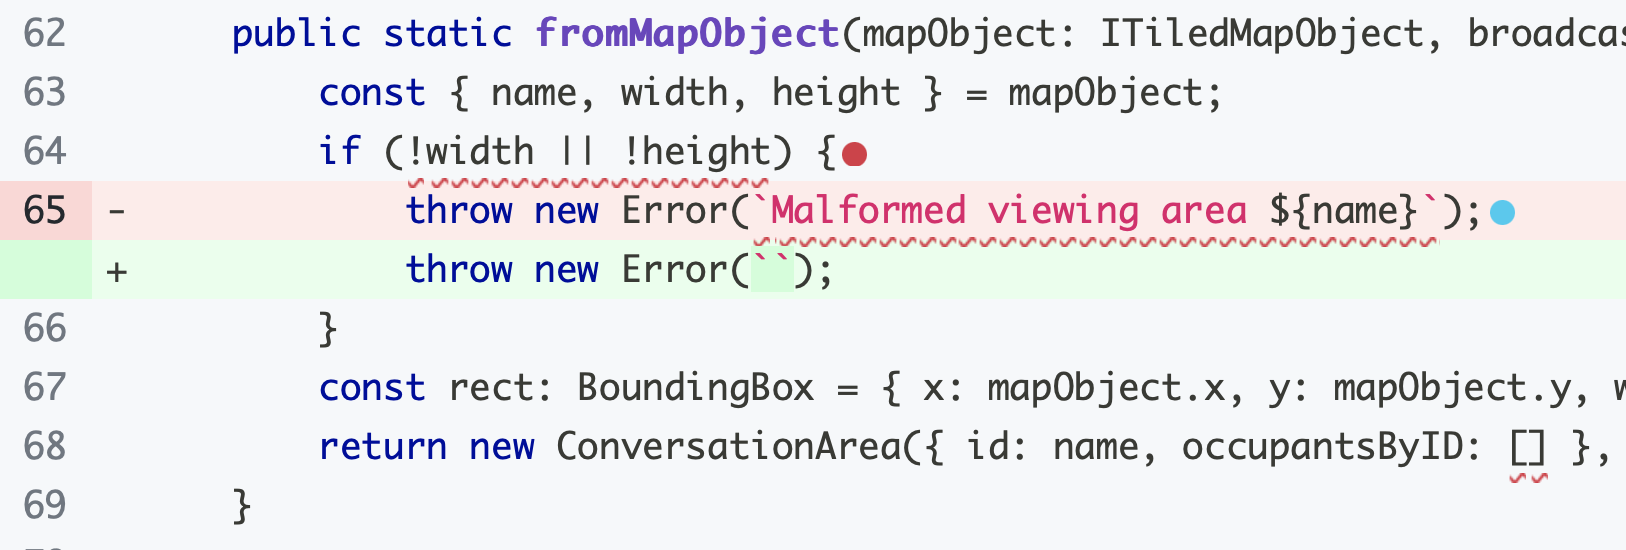 62 public static fromMapObject(mapObject: ITiledMapObject,
63 const { name, width, height } = mapObject;
64 if (!width || !height) {
65 - throw new Error(`Malformed viewing area ${name}`);
+ throw new Error(``);
66 }
67 const rect: BoundingBox = { x: mapObject.x, y: mapObject.y,
68 return new ConversationArea({ id: name, occupantsByID: [] },
69 }